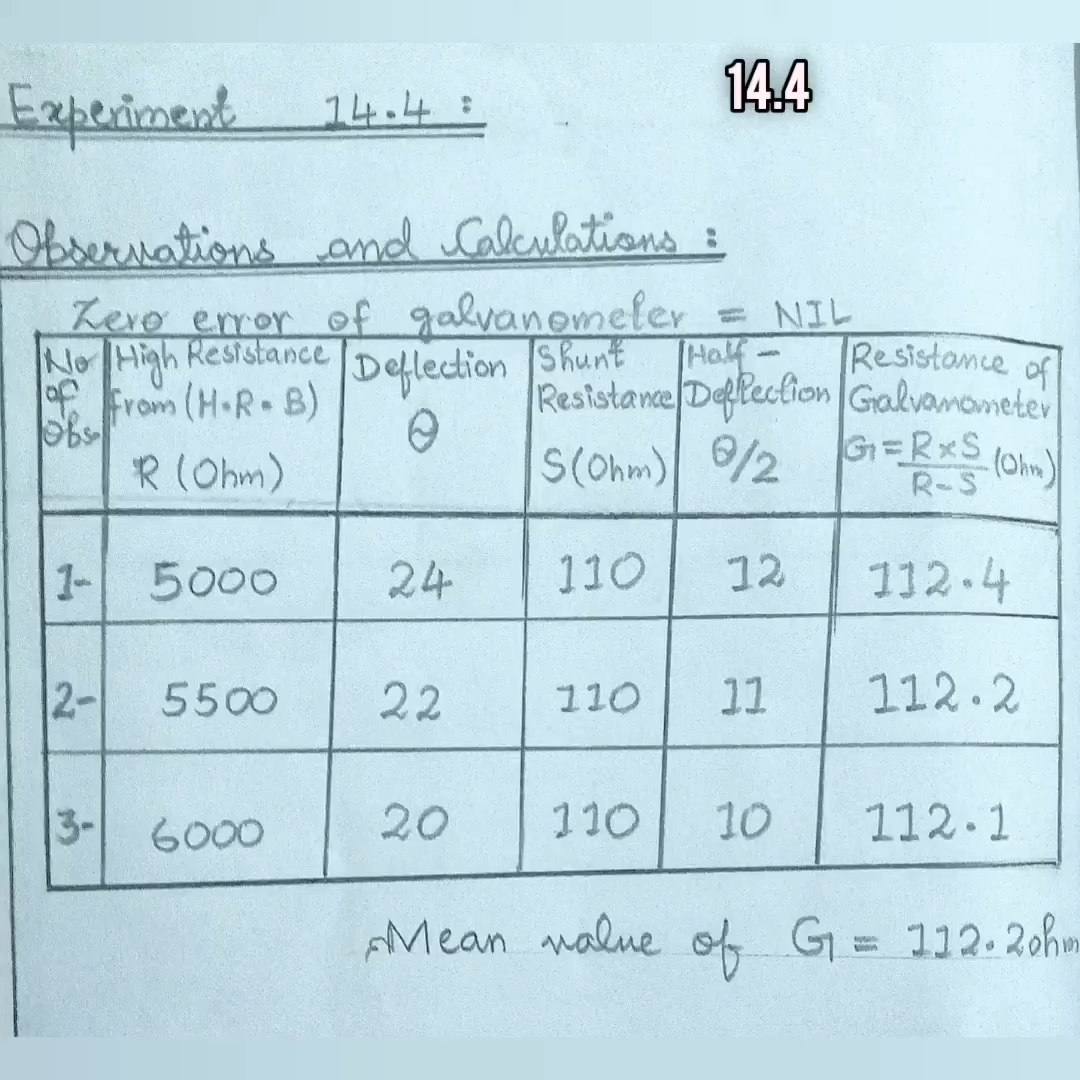 14.4
Experiment 14.4 :
Observations and Calculations :
Zero error of galvanometer = NIL
No of Obs. | High Resistance from (H.R.B) R (Ohm) | Deflection θ | Shunt Resistance S(Ohm) | Half-Deflection θ/2 | Resistance of Galvanometer G = R×S / R-S (Ohm)
1- | 5000 | 24 | 110 | 12 | 112.4
2- | 5500 | 22 | 110 | 11 | 112.2
3- | 6000 | 20 | 110 | 10 | 112.1
Mean value of G = 112.2ohm